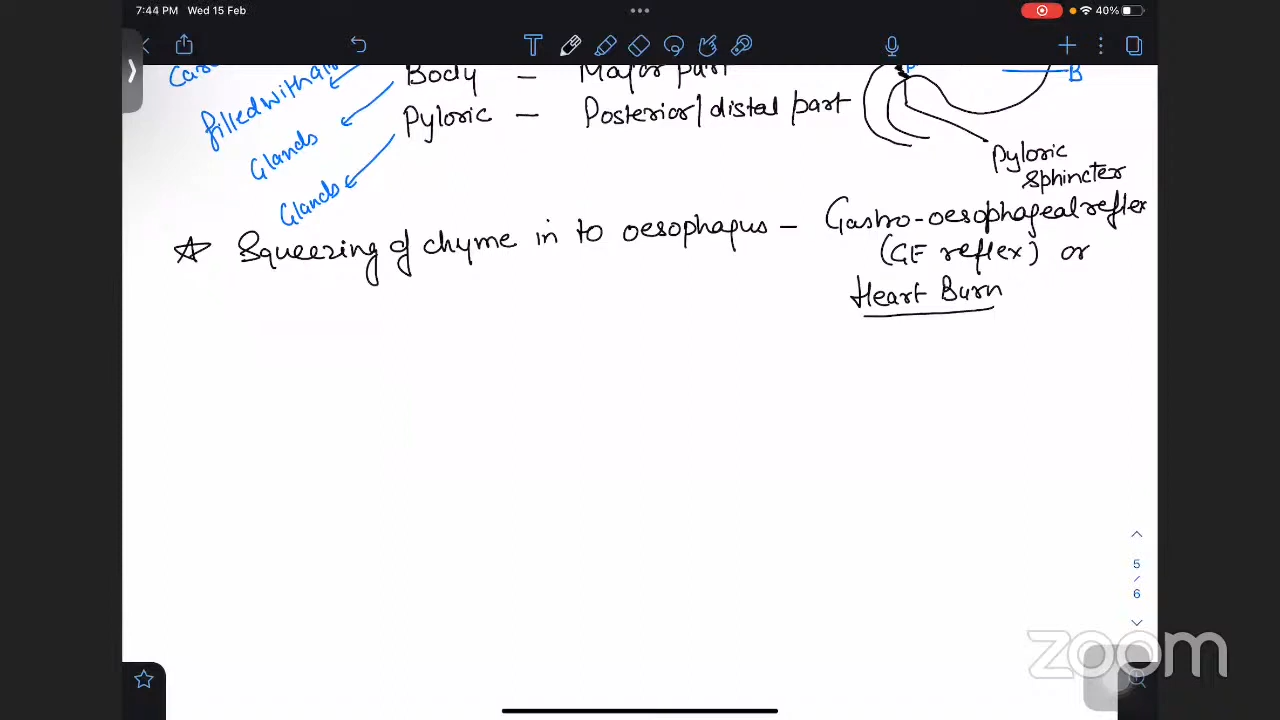 7:44 PM Wed 15 Feb
40%
filled with
Body – Major part
B
Pyloric – Posterior/distal part
Glands
Pyloric
Sphincter
Glands
☆ Squeezing of chyme in to oesophagus – Gastro-oesophageal reflex
(GE reflex) or
Heart Burn
5
/
6
zoom